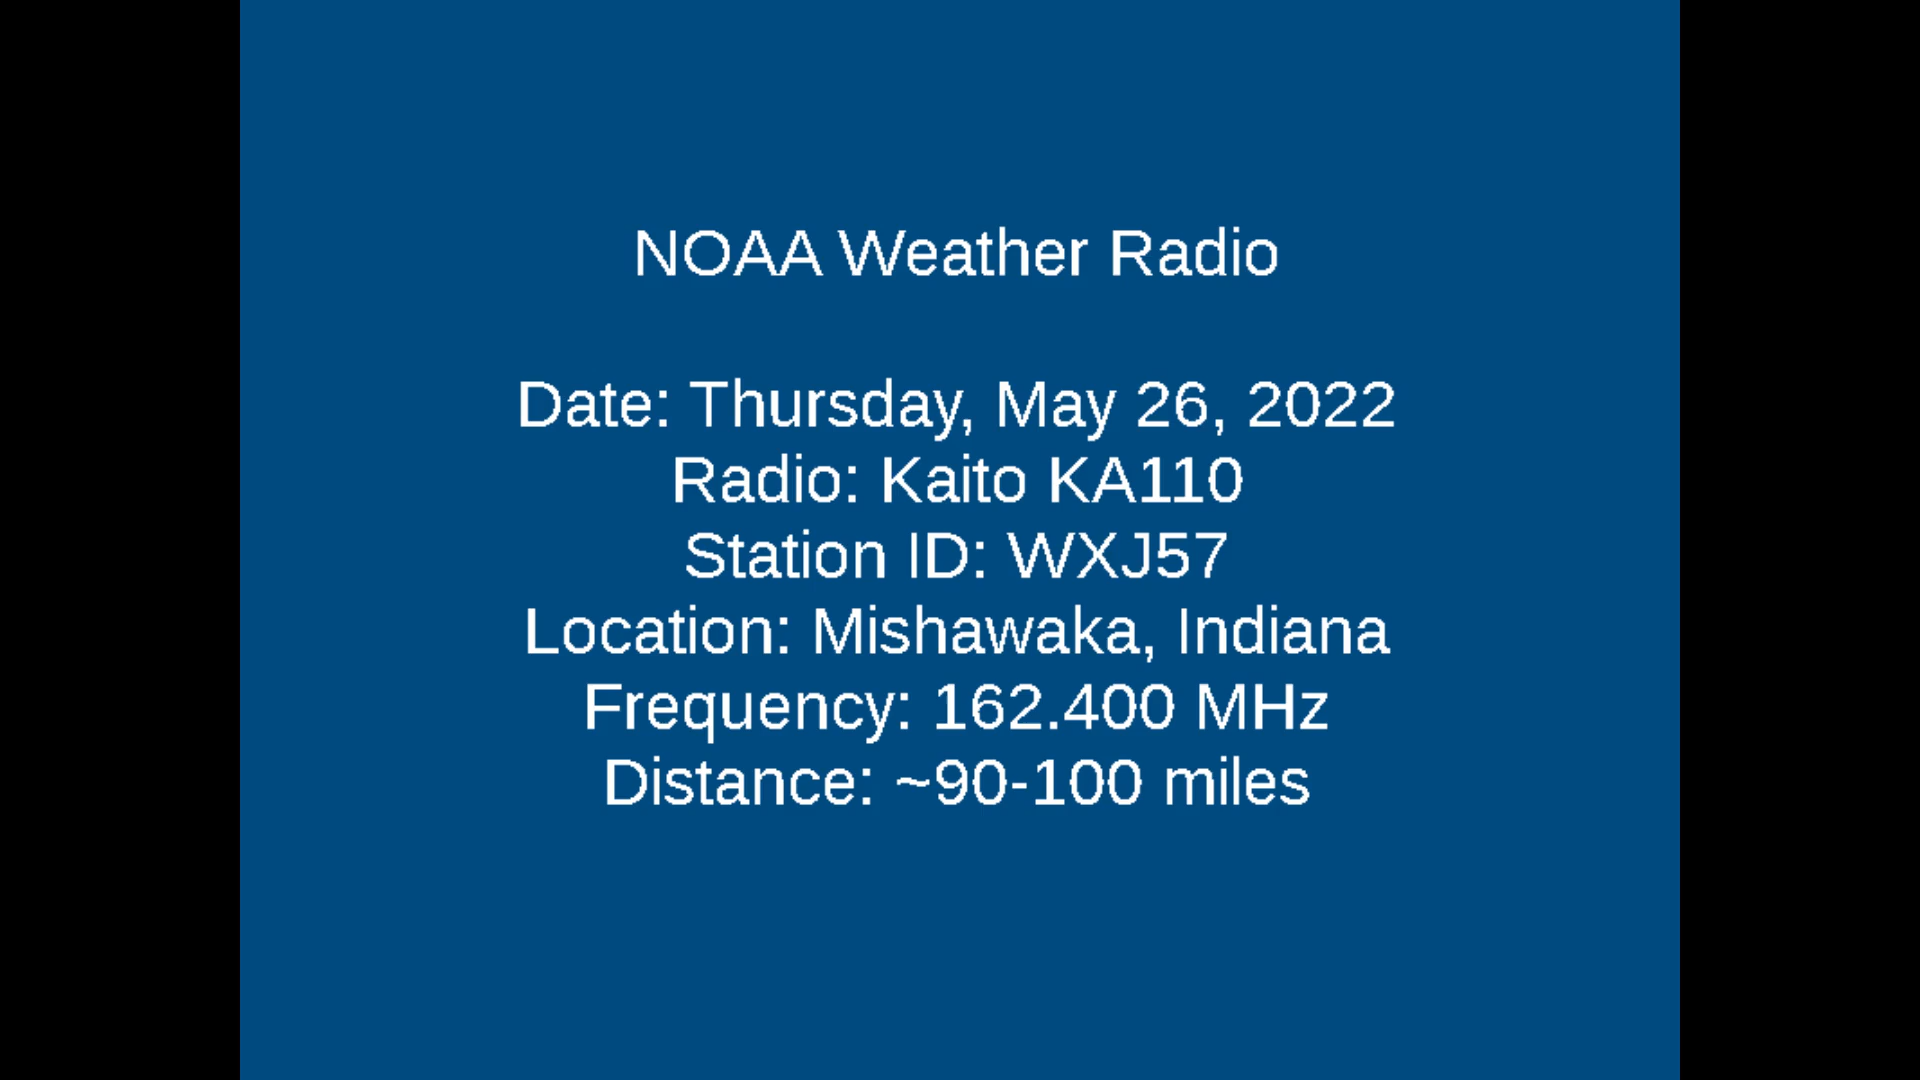 NOAA Weather Radio
Date: Thursday, May 26, 2022
Radio: Kaito KA110
Station ID: WXJ57
Location: Mishawaka, Indiana
Frequency: 162.400 MHz
Distance: ~90-100 miles